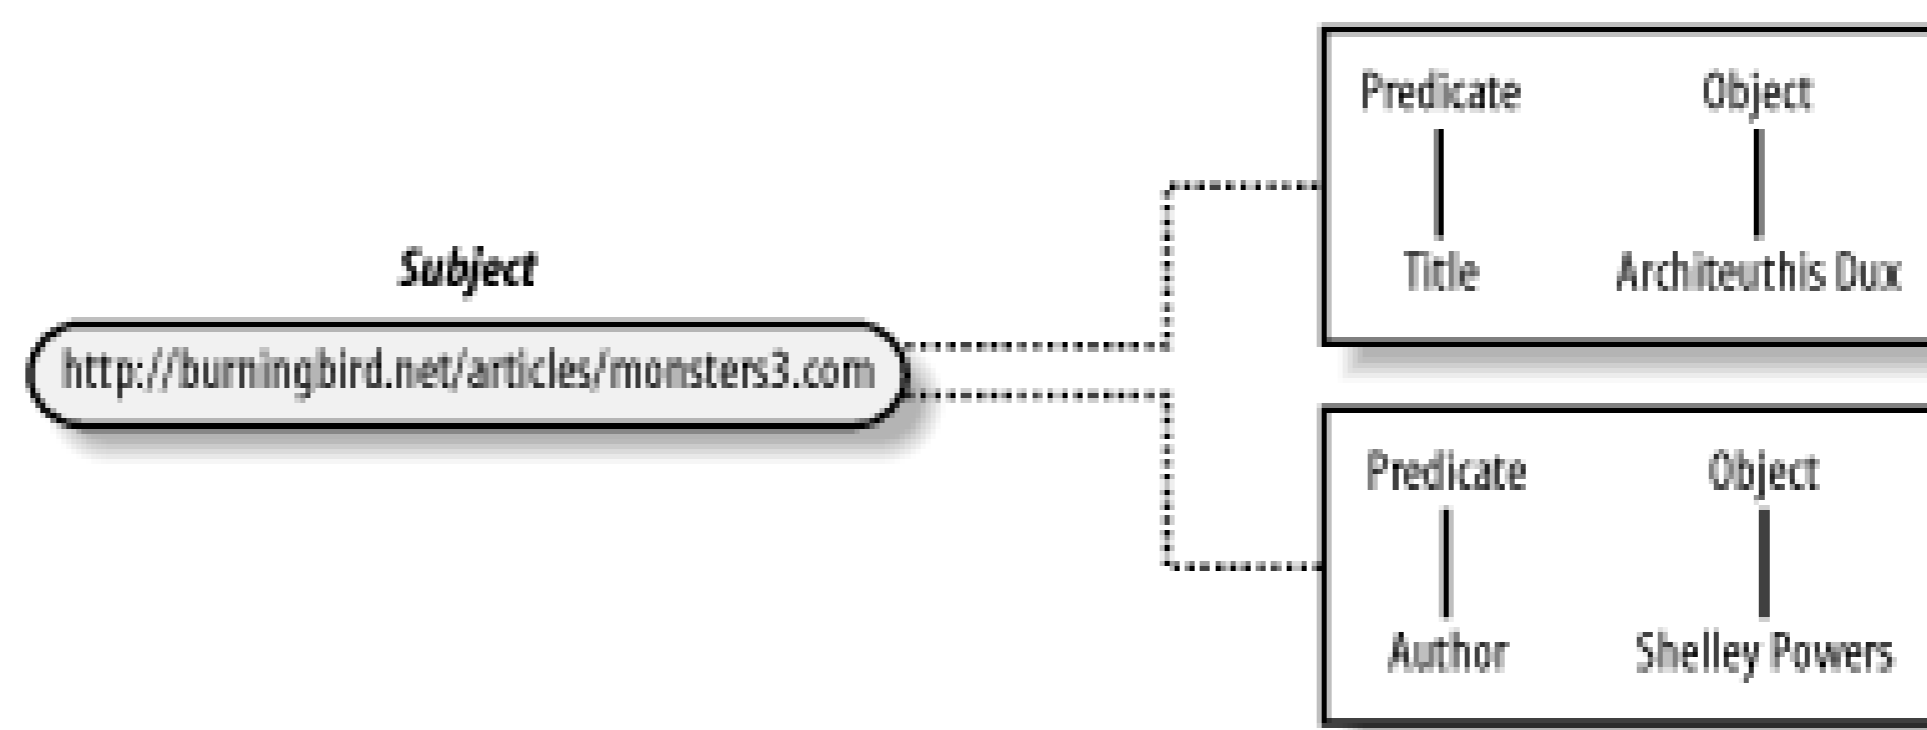 Predicate Object
Title Architeuthis Dux
Subject
http://burningbird.net/articles/monsters3.com
Predicate Object
Author Shelley Powers